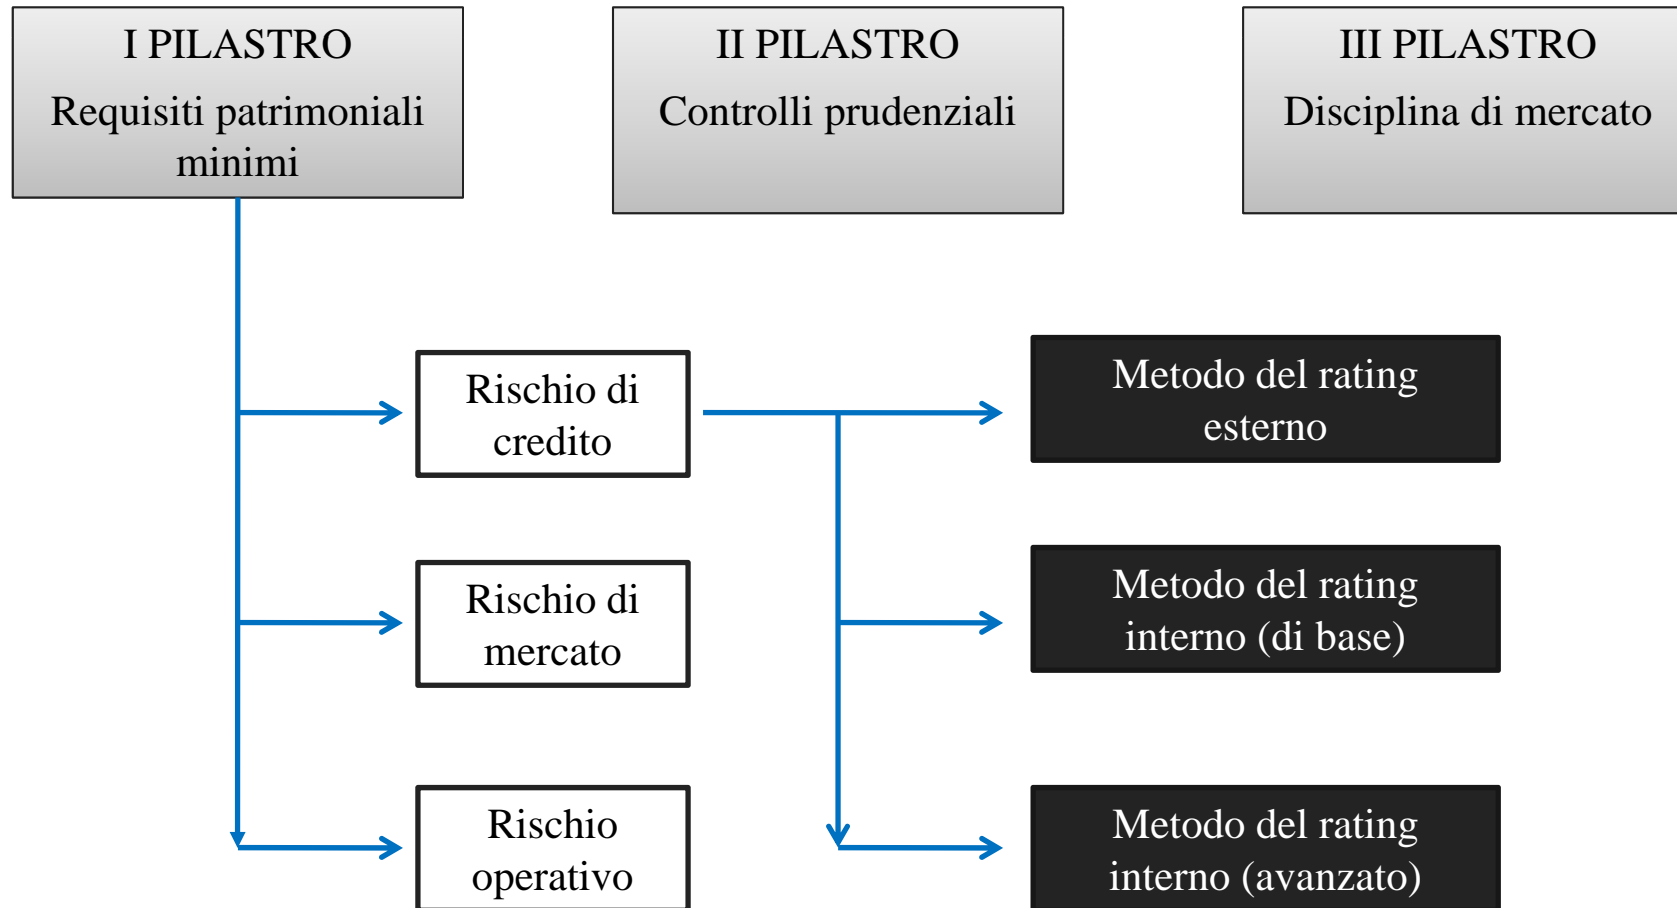 I PILASTRO
Requisiti patrimoniali
minimi
II PILASTRO
Controlli prudenziali
III PILASTRO
Disciplina di mercato
Rischio di
credito
Metodo del rating
esterno
Rischio di
mercato
Metodo del rating
interno (di base)
Rischio
operativo
Metodo del rating
interno (avanzato)